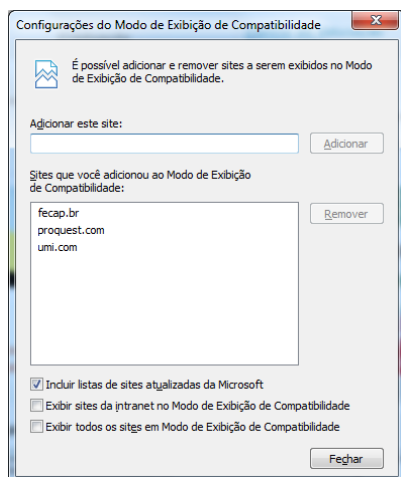 Configurações do Modo de Exibição de Compatibilidade
É possível adicionar e remover sites a serem exibidos no Modo
de Exibição de Compatibilidade.
Adicionar este site:
Adicionar
Sites que você adicionou ao Modo de Exibição
de Compatibilidade:
fecap.br
proquest.com
umi.com
Remover
Incluir listas de sites atualizadas da Microsoft
Exibir sites da intranet no Modo de Exibição de Compatibilidade
Exibir todos os sites em Modo de Exibição de Compatibilidade
Fechar